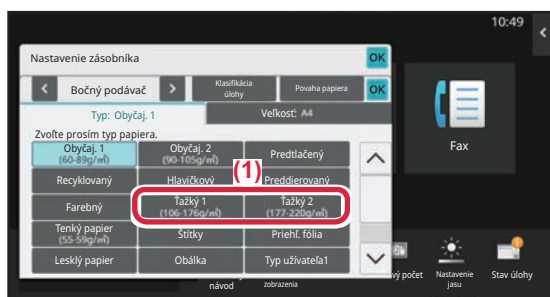 10:49
Nastavenie zásobníka
OK
Bočný podávač
Klasifikácia
úlohy
Povaha papiera
OK
Typ: Obyčaj. 1
Veľkosť: A4
Zvoľte prosím typ papiera.
Obyčaj. 1
(60-89g/㎡)
Obyčaj. 2
(90-105g/㎡)
Predtlačený
Recyklovaný
Hlavičkový
Preddierovaný
(1)
Farebný
Ťažký 1
(106-176g/㎡)
Ťažký 2
(177-220g/㎡)
Tenký papier
(55-59g/㎡)
Štítky
Priehľ. fólia
Lesklý papier
Obálka
Typ užívateľa1
Fax
návod
zobrazenia
vý počet
Nastavenie
jasu
Stav úlohy